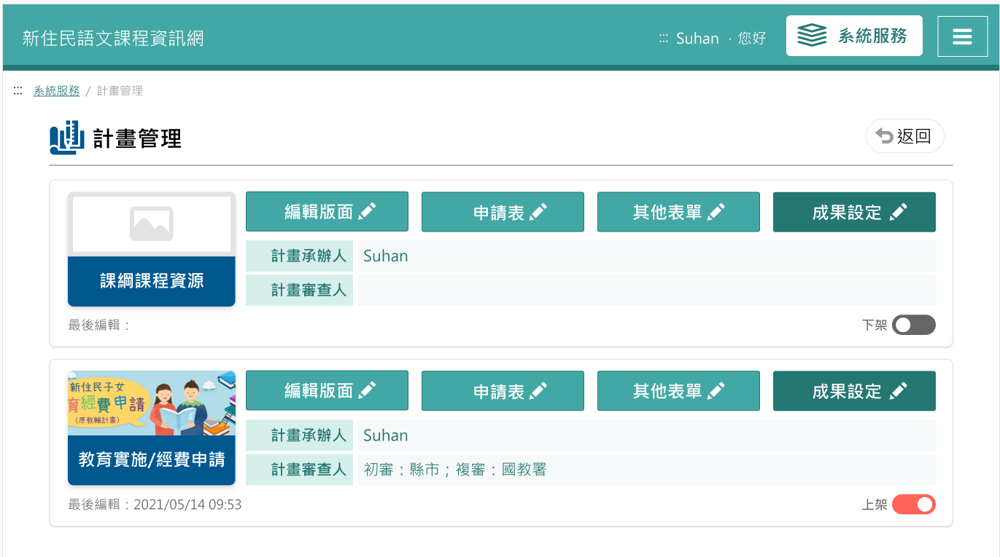 新住民語文課程資訊網
::: Suhan · 您好
系統服務
::: 系統服務 / 計畫管理
計畫管理
返回
編輯版面
申請表
其他表單
成果設定
課綱課程資源
計畫承辦人 Suhan
計畫審查人
最後編輯：
下架
新住民子女
育經費申請
(原教輔計畫)
教育實施/經費申請
編輯版面
申請表
其他表單
成果設定
計畫承辦人 Suhan
計畫審查人 初審：縣市；複審：國教署
最後編輯：2021/05/14 09:53
上架